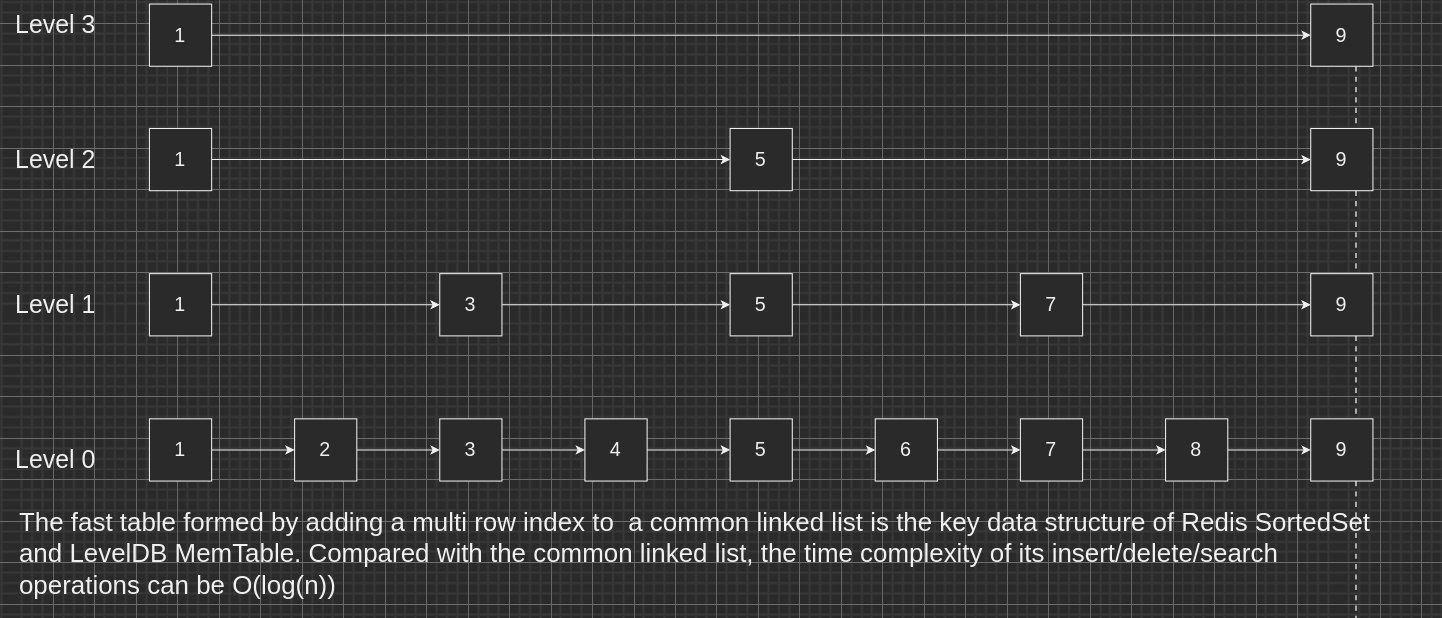 Level 3 1 9
Level 2 1 5 9
Level 1 1 3 5 7 9
Level 0 1 2 3 4 5 6 7 8 9
The fast table formed by adding a multi row index to  a common linked list is the key data structure of Redis SortedSet
and LevelDB MemTable. Compared with the common linked list, the time complexity of its insert/delete/search
operations can be O(log(n))